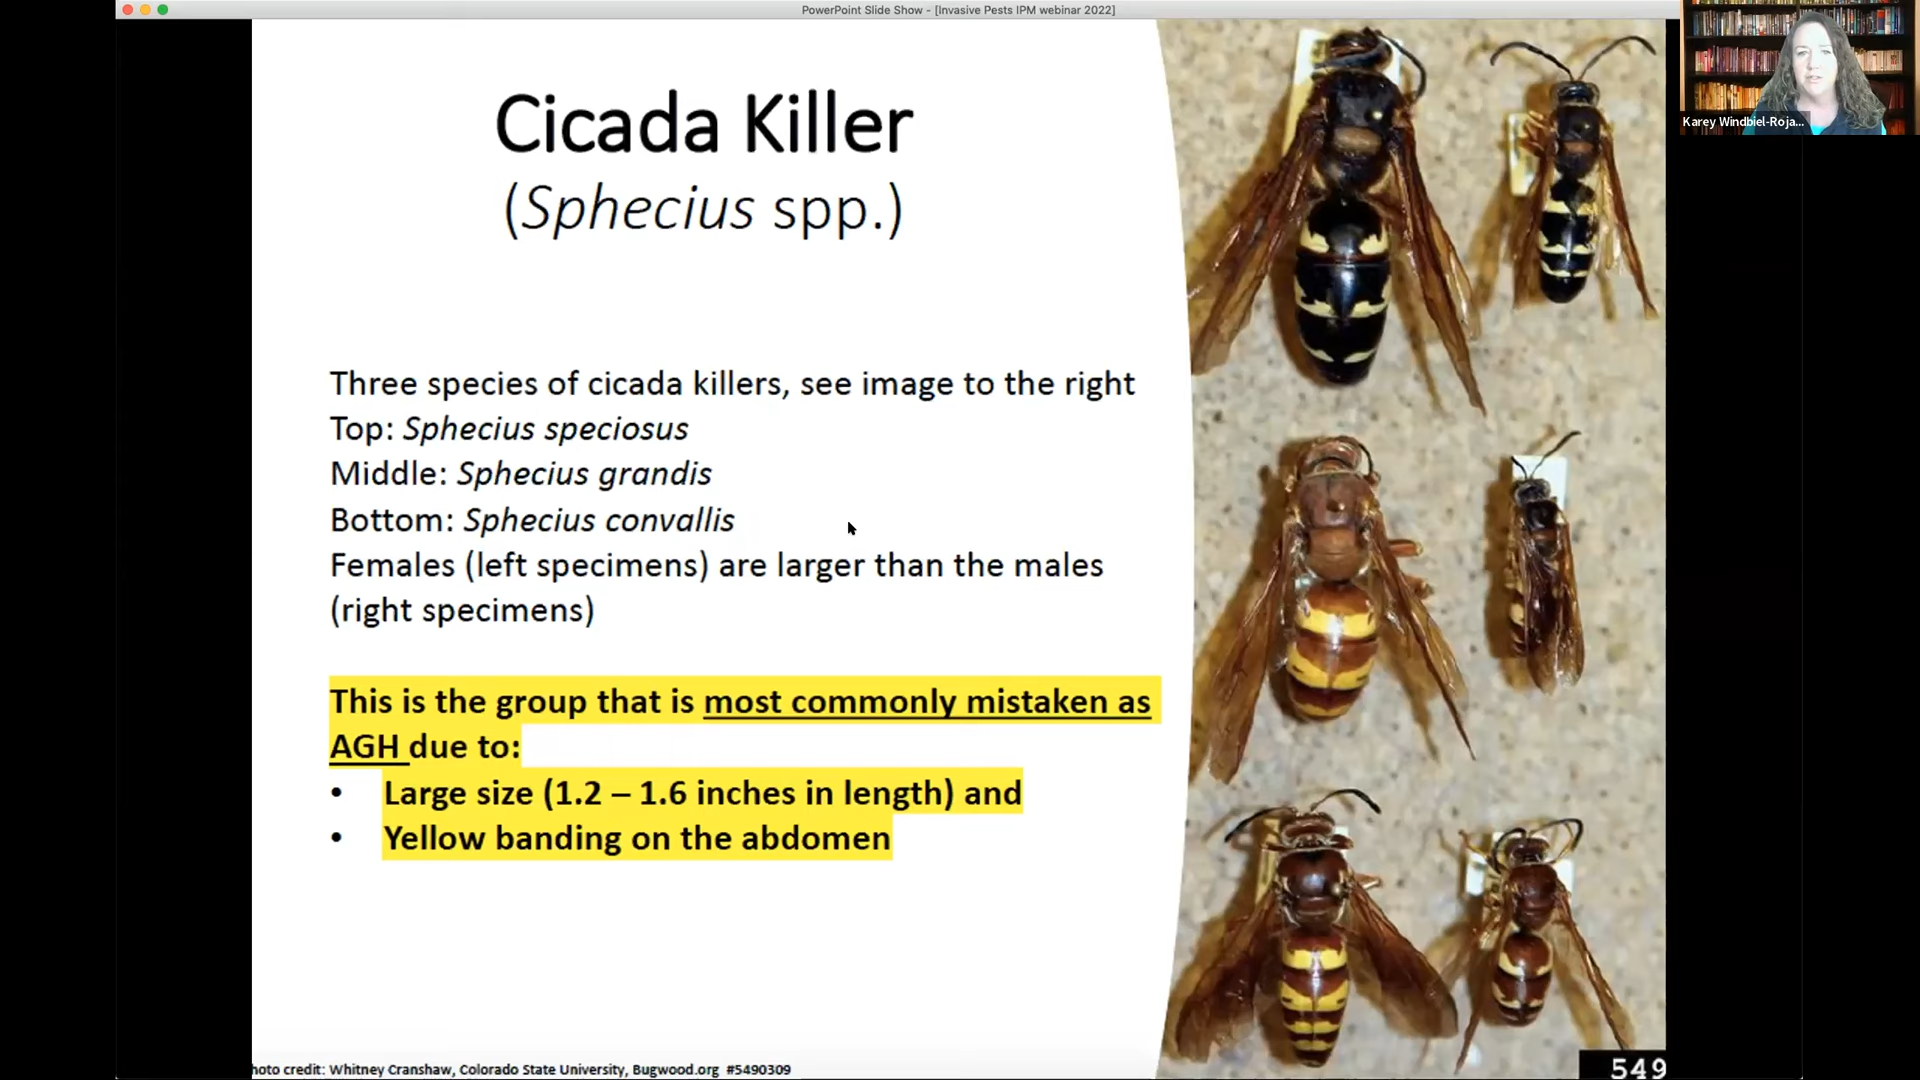 PowerPoint Slide Show - [Invasive Pests IPM webinar 2022]
Karey Windbiel-Roja...
Cicada Killer
(Sphecius spp.)
Three species of cicada killers, see image to the right
Top: Sphecius speciosus
Middle: Sphecius grandis
Bottom: Sphecius convallis
Females (left specimens) are larger than the males
(right specimens)
This is the group that is most commonly mistaken as
AGH due to:
• Large size (1.2 – 1.6 inches in length) and
• Yellow banding on the abdomen
hoto credit: Whitney Cranshaw, Colorado State University, Bugwood.org #5490309
549